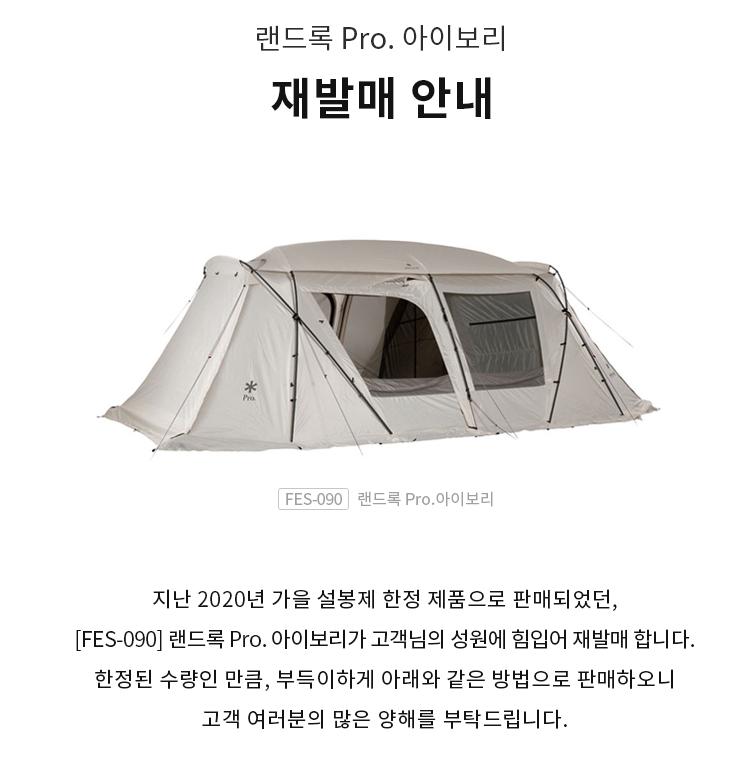 랜드록 Pro. 아이보리
재발매 안내
Pro.
FES-090 랜드록 Pro.아이보리
지난 2020년 가을 설봉제 한정 제품으로 판매되었던,
[FES-090] 랜드록 Pro. 아이보리가 고객님의 성원에 힘입어 재발매 합니다.
한정된 수량인 만큼, 부득이하게 아래와 같은 방법으로 판매하오니
고객 여러분의 많은 양해를 부탁드립니다.